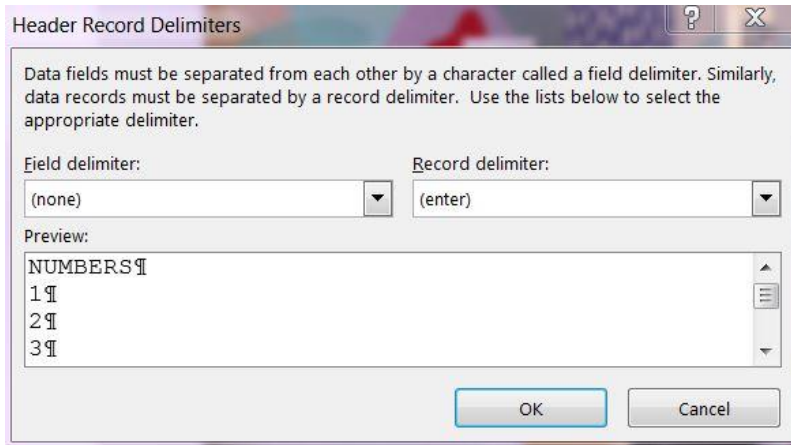 Header Record Delimiters
Data fields must be separated from each other by a character called a field delimiter. Similarly,
data records must be separated by a record delimiter.  Use the lists below to select the
appropriate delimiter.
Field delimiter: Record delimiter:
(none) (enter)
Preview:
NUMBERS¶
1¶
2¶
3¶
OK Cancel